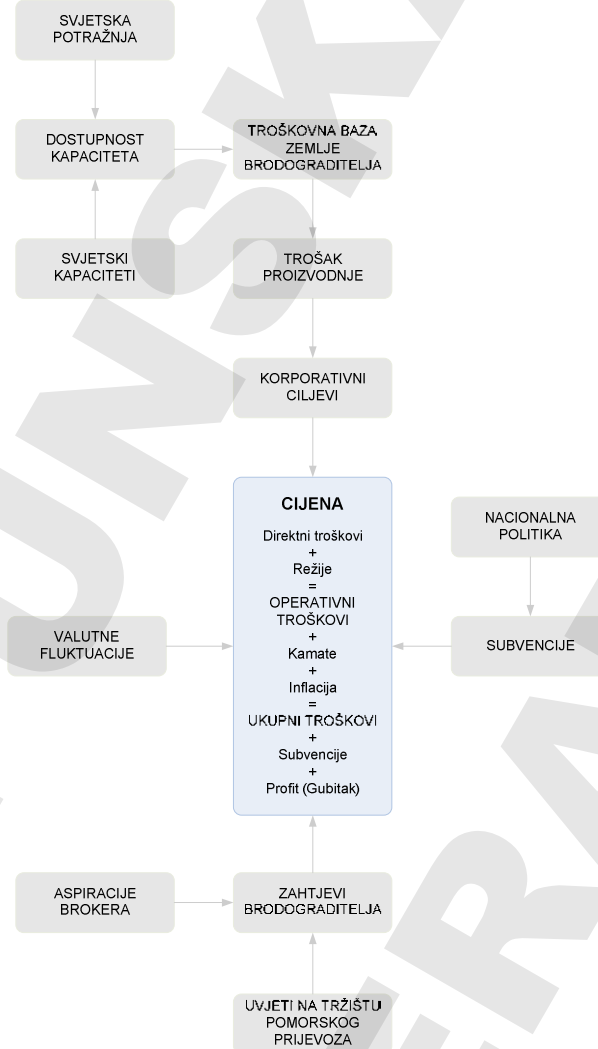 SVJETSKA
POTRAŽNJA
DOSTUPNOST
KAPACITETA
TROŠKOVNA BAZA
ZEMLJE
BRODOGRADITELJA
SVJETSKI
KAPACITETI
TROŠAK
PROIZVODNJE
KORPORATIVNI
CILJEVI
CIJENA
Direktni troškovi
+
Režije
=
OPERATIVNI
TROŠKOVI
+
Kamate
+
Inflacija
=
UKUPNI TROŠKOVI
+
Subvencije
+
Profit (Gubitak)
NACIONALNA
POLITIKA
VALUTNE
FLUKTUACIJE
SUBVENCIJE
ASPIRACIJE
BROKERA
ZAHTJEVI
BRODOGRADITELJA
UVJETI NA TRŽIŠTU
POMORSKOG
PRIJEVOZA